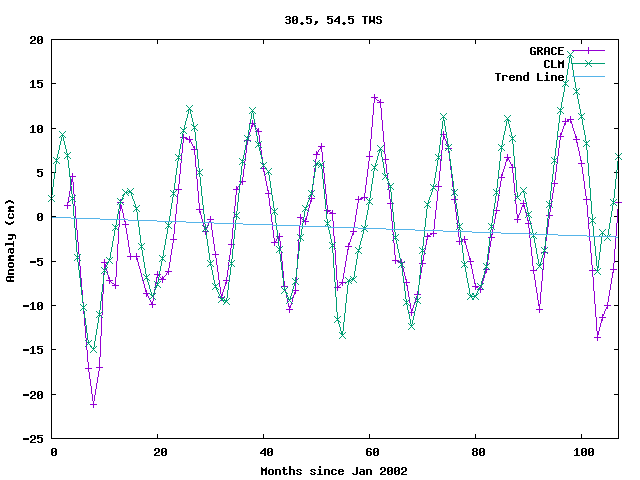 30.5, 54.5 TWS
GRACE
CLM
Trend Line
20
15
10
5
0
-5
-10
-15
-20
-25
Anomaly (cm)
0 20 40 60 80 100
Months since Jan 2002